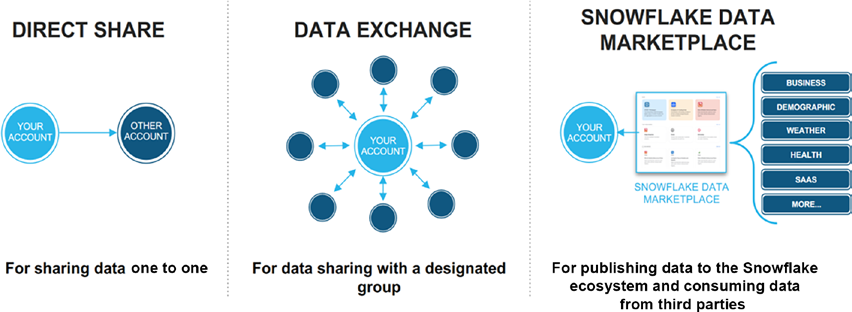 DIRECT SHARE
YOUR
ACCOUNT
OTHER
ACCOUNT
For sharing data one to one
DATA EXCHANGE
YOUR
ACCOUNT
For data sharing with a designated
group
SNOWFLAKE DATA
MARKETPLACE
YOUR
ACCOUNT
SNOWFLAKE DATA
MARKETPLACE
BUSINESS
DEMOGRAPHIC
WEATHER
HEALTH
SAAS
MORE...
For publishing data to the Snowflake
ecosystem and consuming data
from third parties